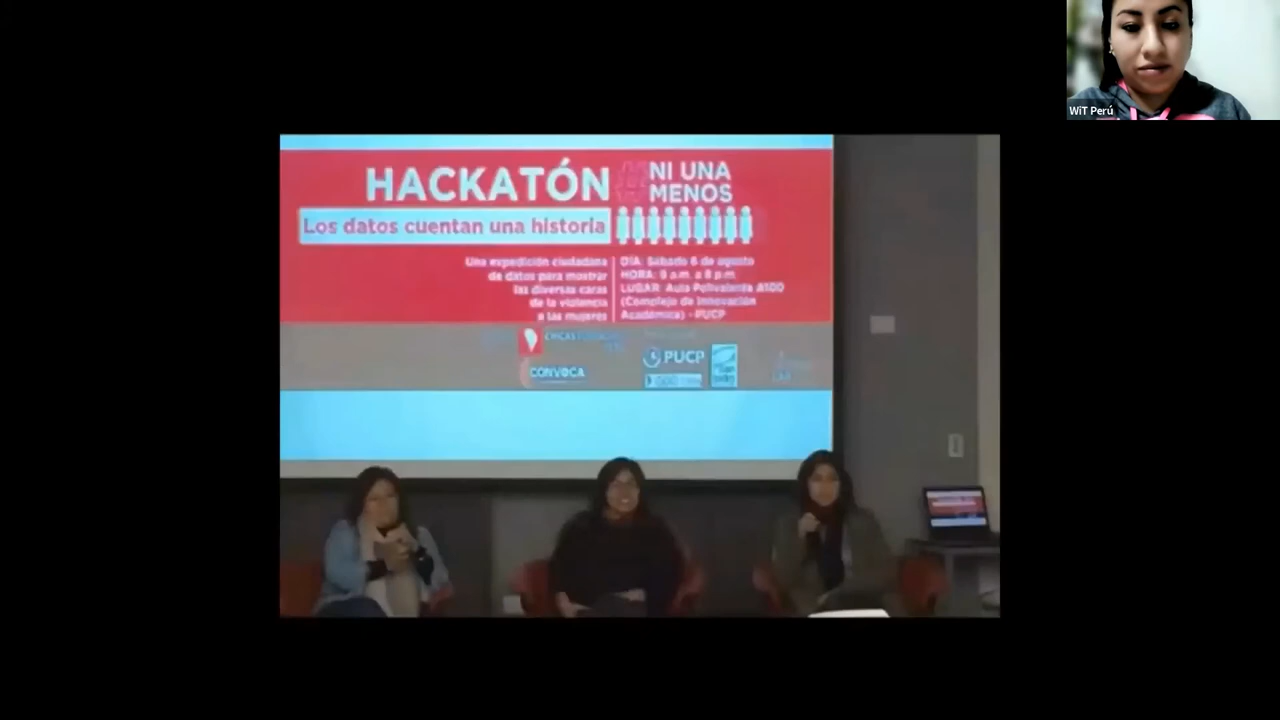 WiT Perú
HACKATÓN
#NI UNA
MENOS
Los datos cuentan una historia
Una expedición ciudadana
de datos para mostrar
las diversas caras
de la violencia
a las mujeres
DÍA: Sábado 6 de agosto
HORA: 9 a.m. a 8 p.m.
LUGAR: Aula Polivalente A100
(Complejo de Innovación
Académica) - PUCP
CONVOCA
PUCP